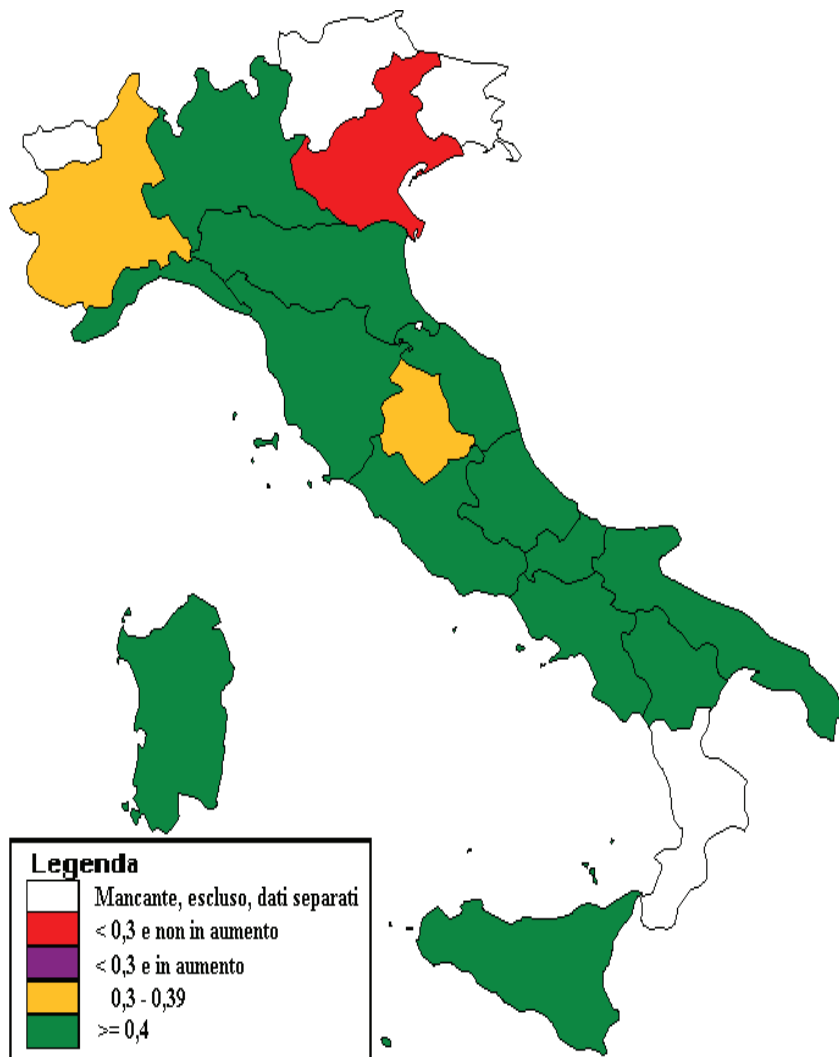 Legenda
Mancante, escluso, dati separati
< 0,3 e non in aumento
< 0,3 e in aumento
0,3 - 0,39
>= 0,4